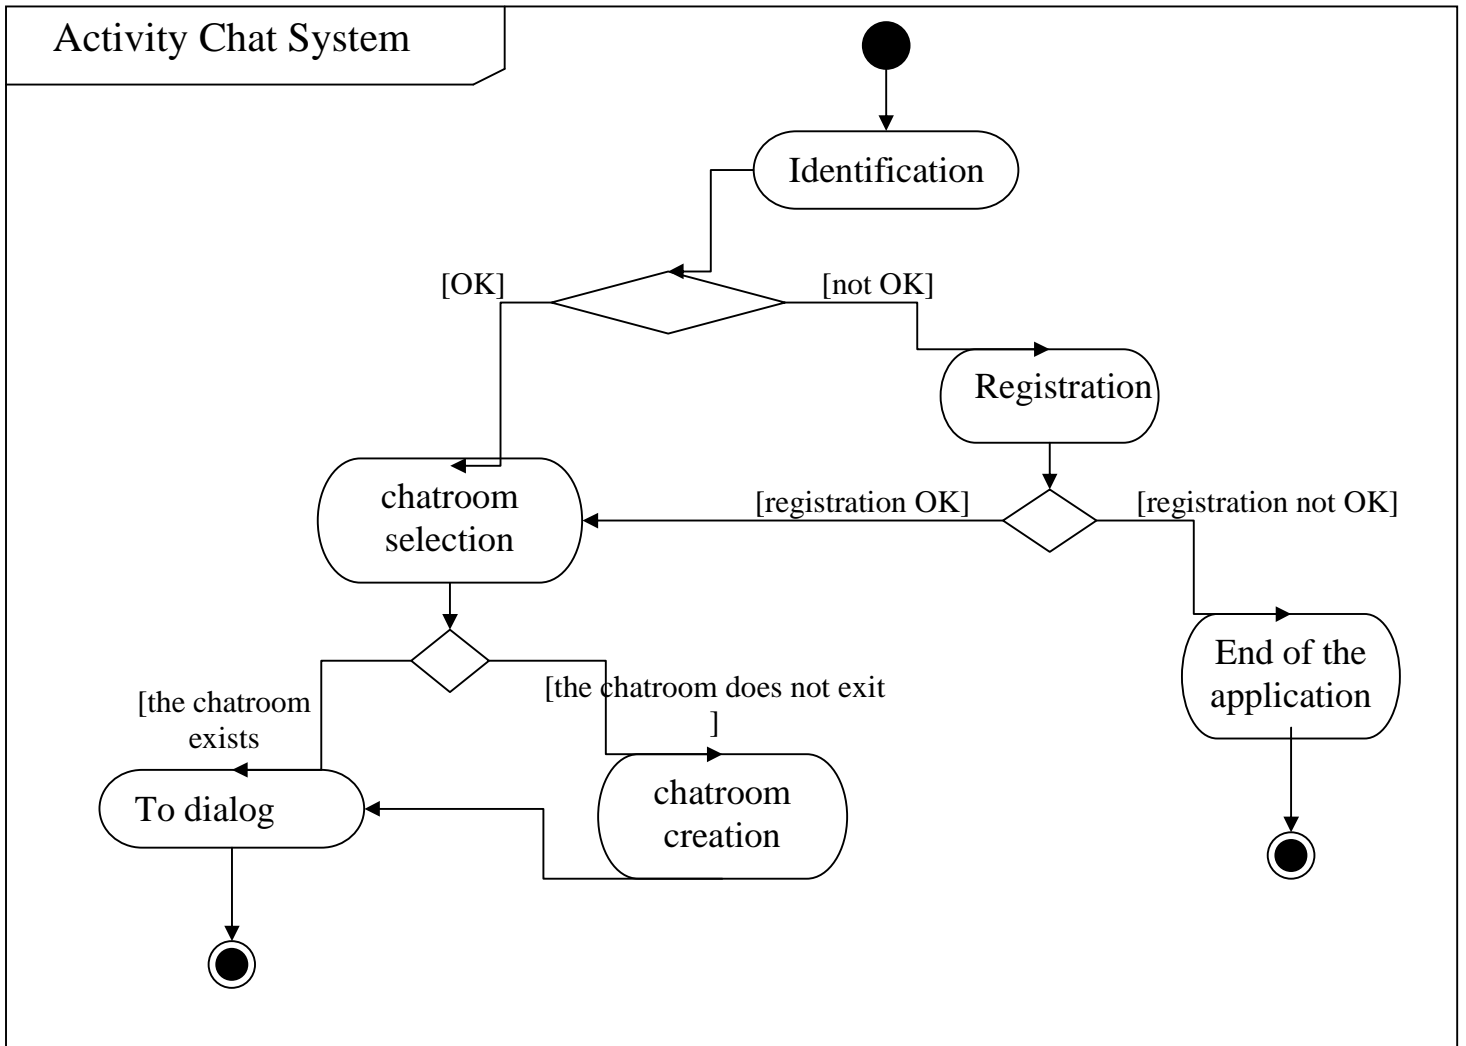 Activity Chat System
Identification
[OK]
[not OK]
Registration
chatroom
selection
[registration OK]
[registration not OK]
End of the
application
[the chatroom
exists
[the chatroom does not exit
]
To dialog
chatroom
creation